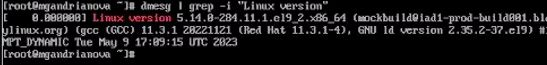 [root@mgandrianova ~]# dmesg | grep -i "Linux version"
[    0.000000] Linux version 5.14.0-284.11.1.el9_2.x86_64 (mockbuild@iad1-prod-build001.bl
ylinux.org) (gcc (GCC) 11.3.1 20221121 (Red Hat 11.3.1-4), GNU ld version 2.35.2-37.el9) #
MPT_DYNAMIC Tue May 9 17:09:15 UTC 2023
[root@mgandrianova ~]#